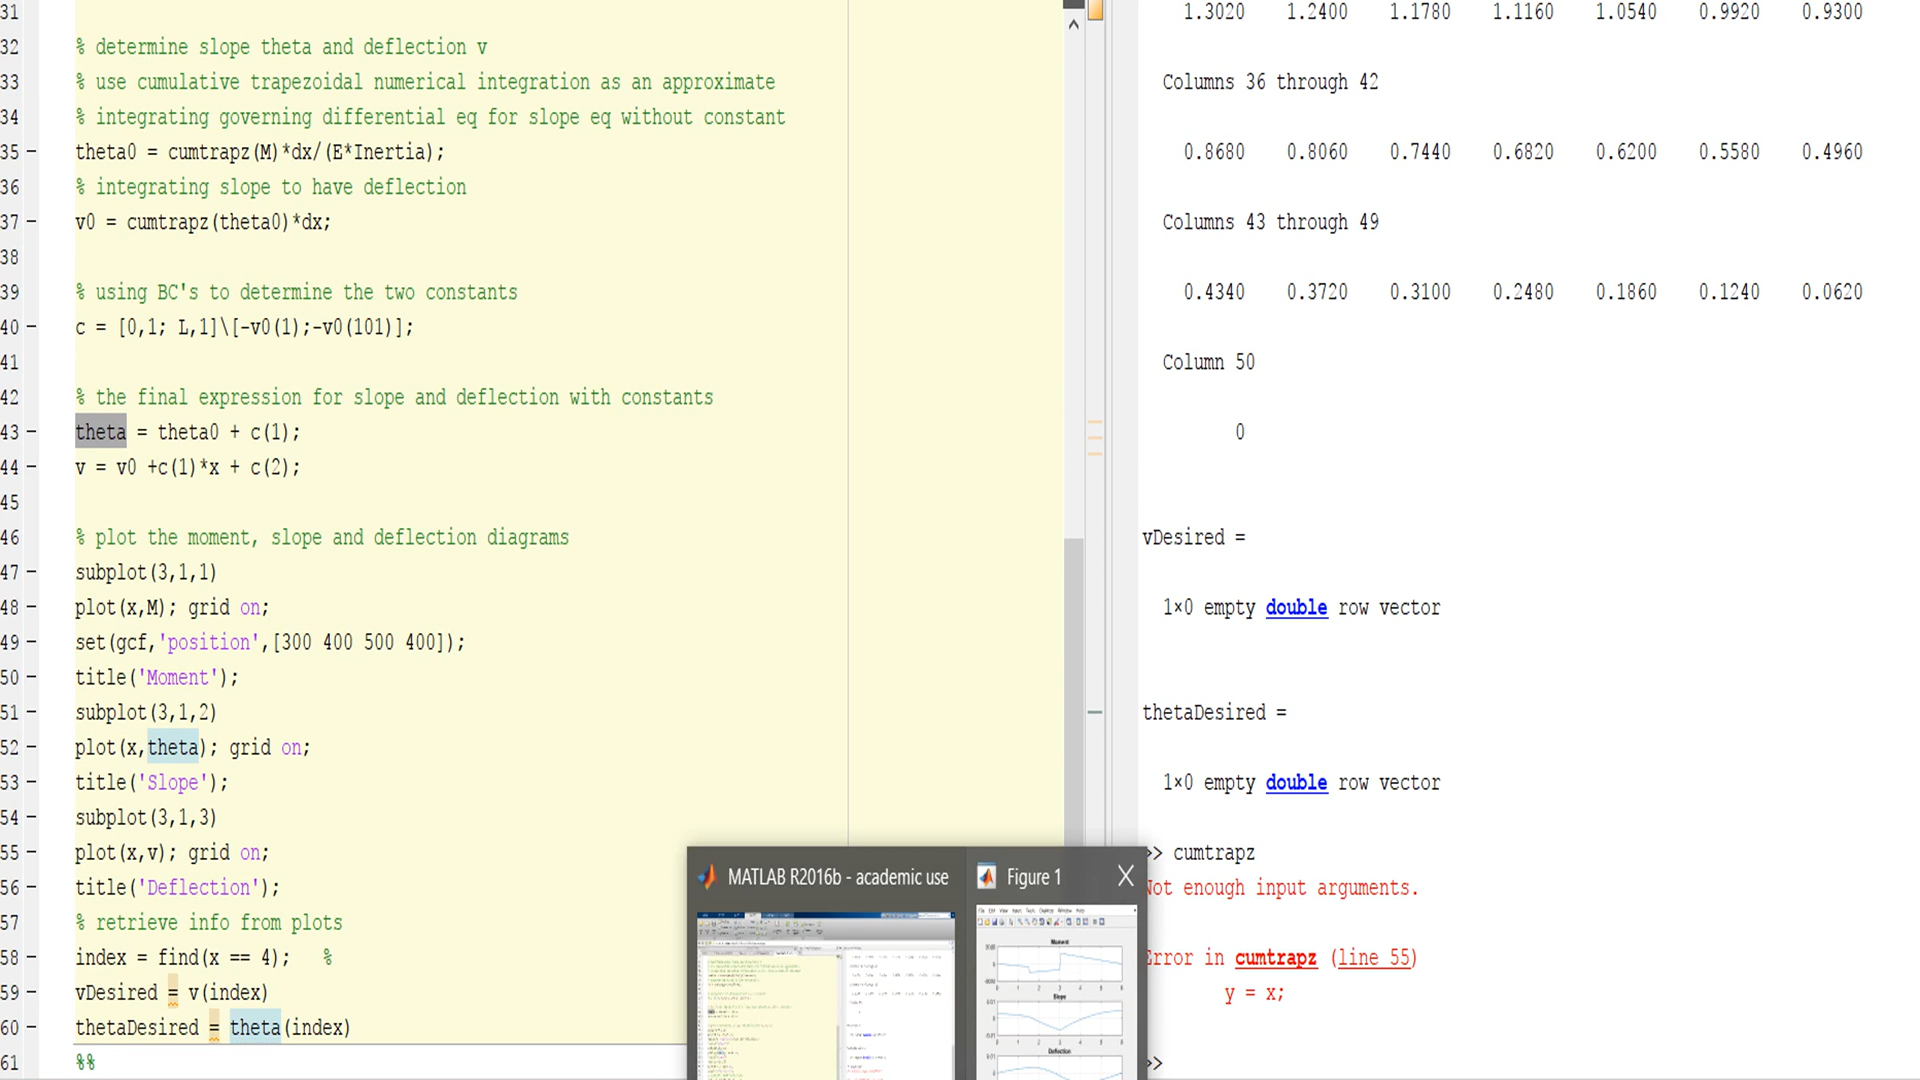 31
32 % determine slope theta and deflection v
33 % use cumulative trapezoidal numerical integration as an approximate
34 % integrating governing differential eq for slope eq without constant
35 – theta0 = cumtrapz(M)*dx/(E*Inertia);
36 % integrating slope to have deflection
37 – v0 = cumtrapz(theta0)*dx;
38
39 % using BC's to determine the two constants
40 – c = [0,1; L,1]\[-v0(1);-v0(101)];
41
42 % the final expression for slope and deflection with constants
43 – theta = theta0 + c(1);
44 – v = v0 +c(1)*x + c(2);
45
46 % plot the moment, slope and deflection diagrams
47 – subplot(3,1,1)
48 – plot(x,M); grid on;
49 – set(gcf,'position',[300 400 500 400]);
50 – title('Moment');
51 – subplot(3,1,2)
52 – plot(x,theta); grid on;
53 – title('Slope');
54 – subplot(3,1,3)
55 – plot(x,v); grid on;
56 – title('Deflection');
57 % retrieve info from plots
58 – index = find(x == 4); %
59 – vDesired = v(index)
60 – thetaDesired = theta(index)
61 %%
1.3020 1.2400 1.1780 1.1160 1.0540 0.9920 0.9300
Columns 36 through 42
0.8680 0.8060 0.7440 0.6820 0.6200 0.5580 0.4960
Columns 43 through 49
0.4340 0.3720 0.3100 0.2480 0.1860 0.1240 0.0620
Column 50
0
vDesired =
1×0 empty double row vector
thetaDesired =
1×0 empty double row vector
>> cumtrapz
Not enough input arguments.
Error in cumtrapz (line 55)
y = x;
>>
MATLAB R2016b - academic use
Figure 1
Moment
Slope
Deflection